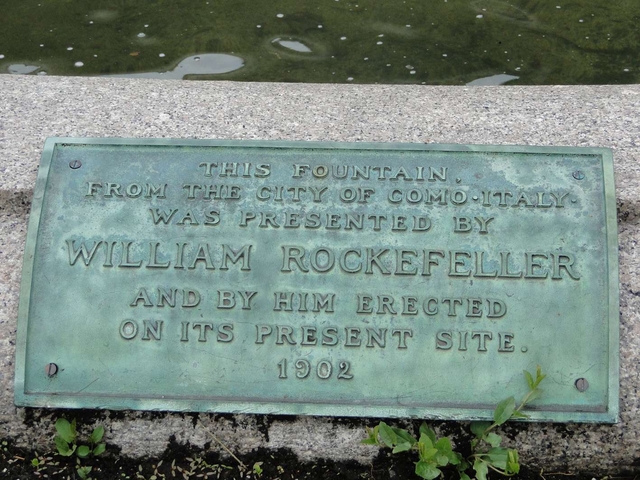 THIS FOUNTAIN,
FROM THE CITY OF COMO·ITALY·
WAS PRESENTED BY
WILLIAM ROCKEFELLER
AND BY HIM ERECTED
ON ITS PRESENT SITE.
1902